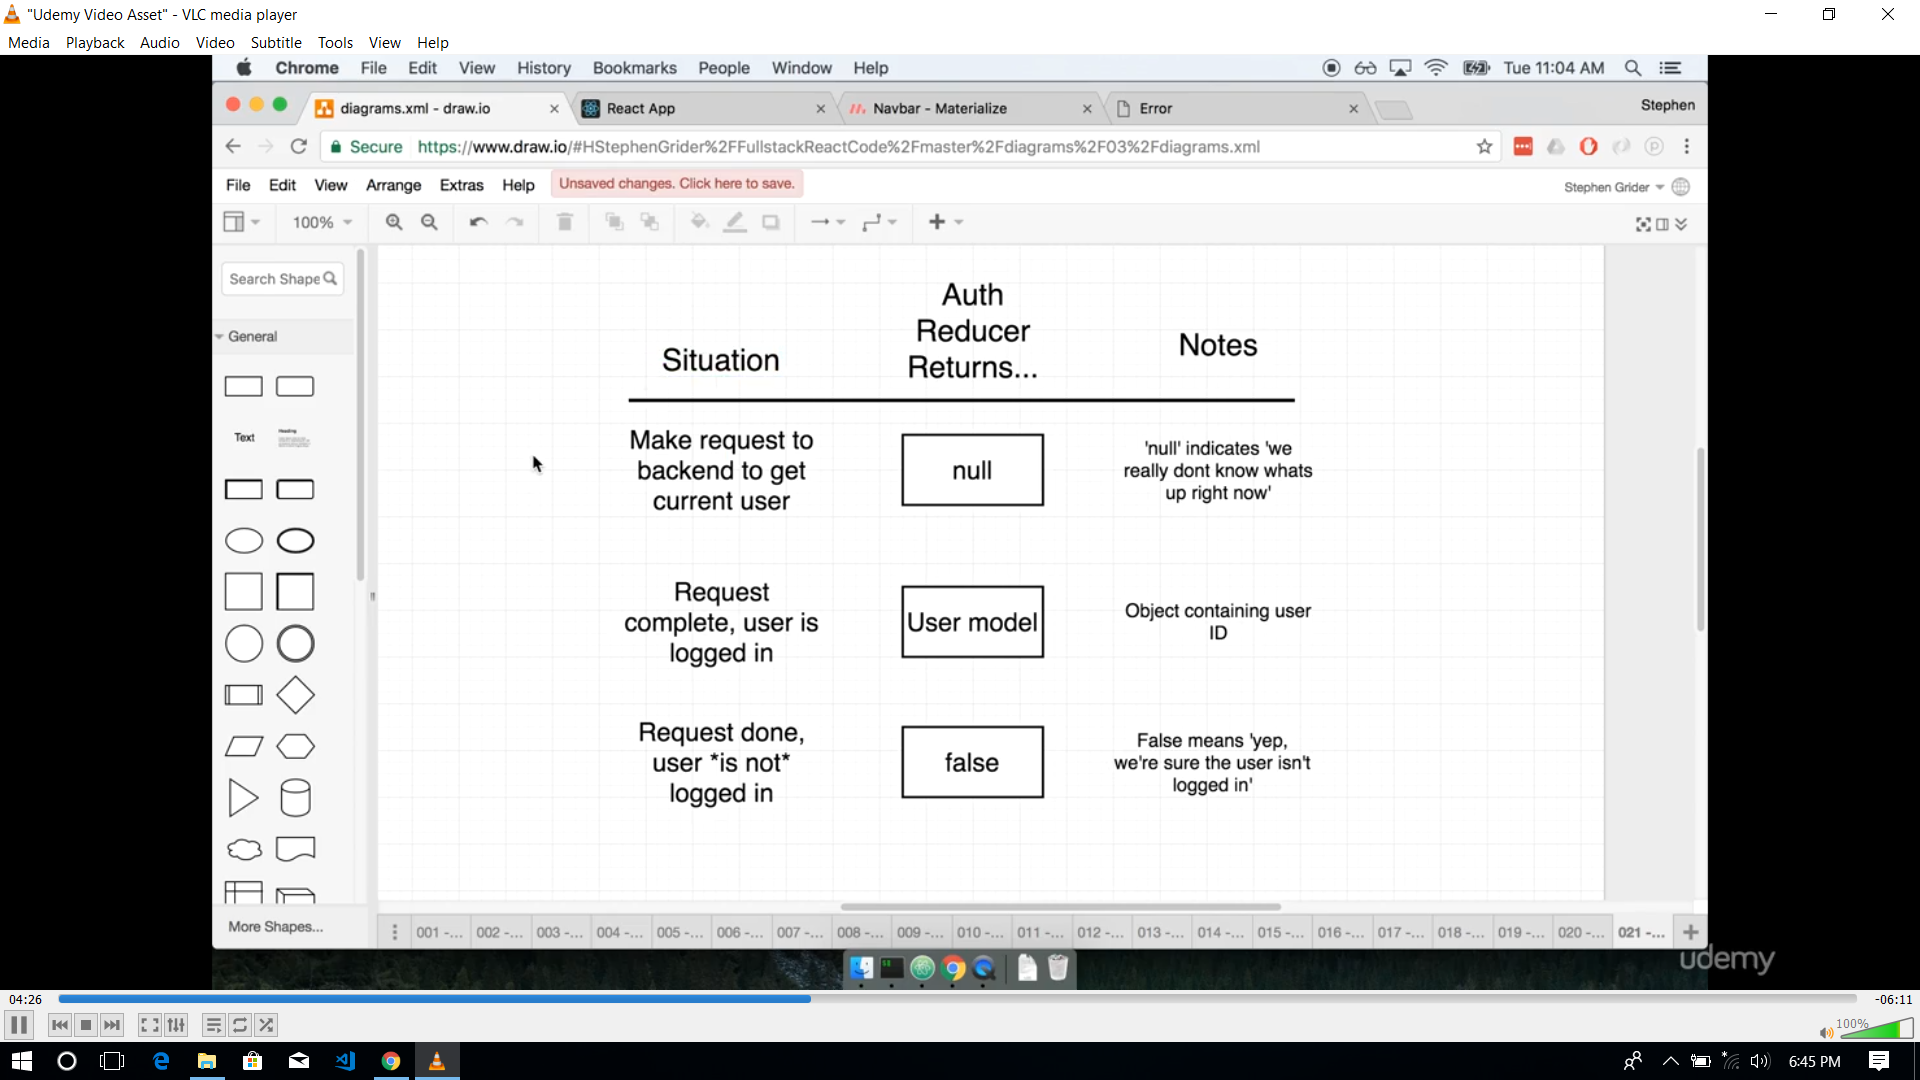 "Udemy Video Asset" - VLC media player
Media Playback Audio Video Subtitle Tools View Help
Chrome File Edit View History Bookmarks People Window Help
Tue 11:04 AM
diagrams.xml - draw.io
React App
Navbar - Materialize
Error
Stephen
Secure https://www.draw.io/#HStephenGrider%2FFullstackReactCode%2Fmaster%2Fdiagrams%2F03%2Fdiagrams.xml
File Edit View Arrange Extras Help
Unsaved changes. Click here to save.
Stephen Grider
100%
Search Shape
General
Text
Heading
More Shapes...
Situation
Auth
Reducer
Returns...
Notes
Make request to
backend to get
current user
null
'null' indicates 'we
really dont know whats
up right now'
Request
complete, user is
logged in
User model
Object containing user
ID
Request done,
user *is not*
logged in
false
False means 'yep,
we're sure the user isn't
logged in'
001 -... 002 -... 003 -... 004 -... 005 -... 006 -... 007 -... 008 -... 009 -... 010 -... 011 -... 012 -... 013 -... 014 -... 015 -... 016 -... 017 -... 018 -... 019 -... 020 -... 021 -...
udemy
04:26
-06:11
100%
6:45 PM